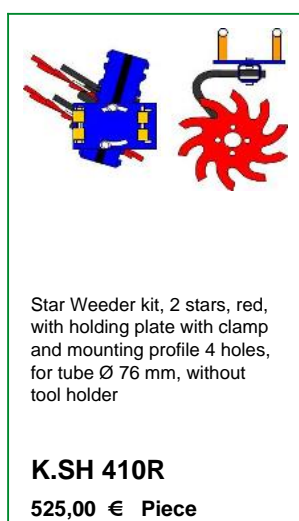 Star Weeder kit, 2 stars, red,
with holding plate with clamp
and mounting profile 4 holes,
for tube Ø 76 mm, without
tool holder
K.SH 410R
525,00 € Piece